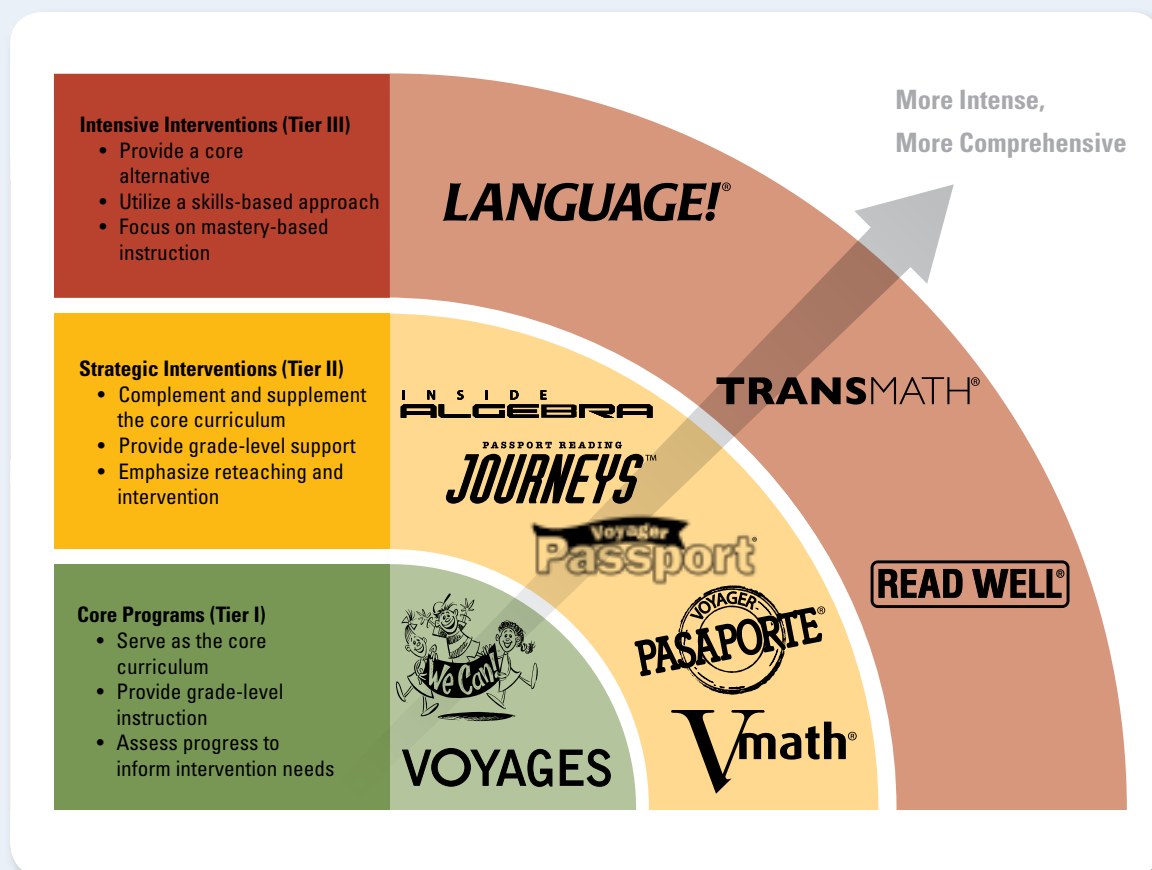 More Intense,
More Comprehensive
Intensive Interventions (Tier III)
• Provide a core
alternative
• Utilize a skills-based approach
• Focus on mastery-based
instruction
LANGUAGE!®
Strategic Interventions (Tier II)
• Complement and supplement
the core curriculum
• Provide grade-level support
• Emphasize reteaching and
intervention
INSIDE
ALGEBRA
PASSPORT READING
JOURNEYS™
Voyager
Passport®
VOYAGER
PASAPORTE®
Vmath®
TRANSMATH®
READ WELL®
Core Programs (Tier I)
• Serve as the core
curriculum
• Provide grade-level
instruction
• Assess progress to
inform intervention needs
We Can!
VOYAGES